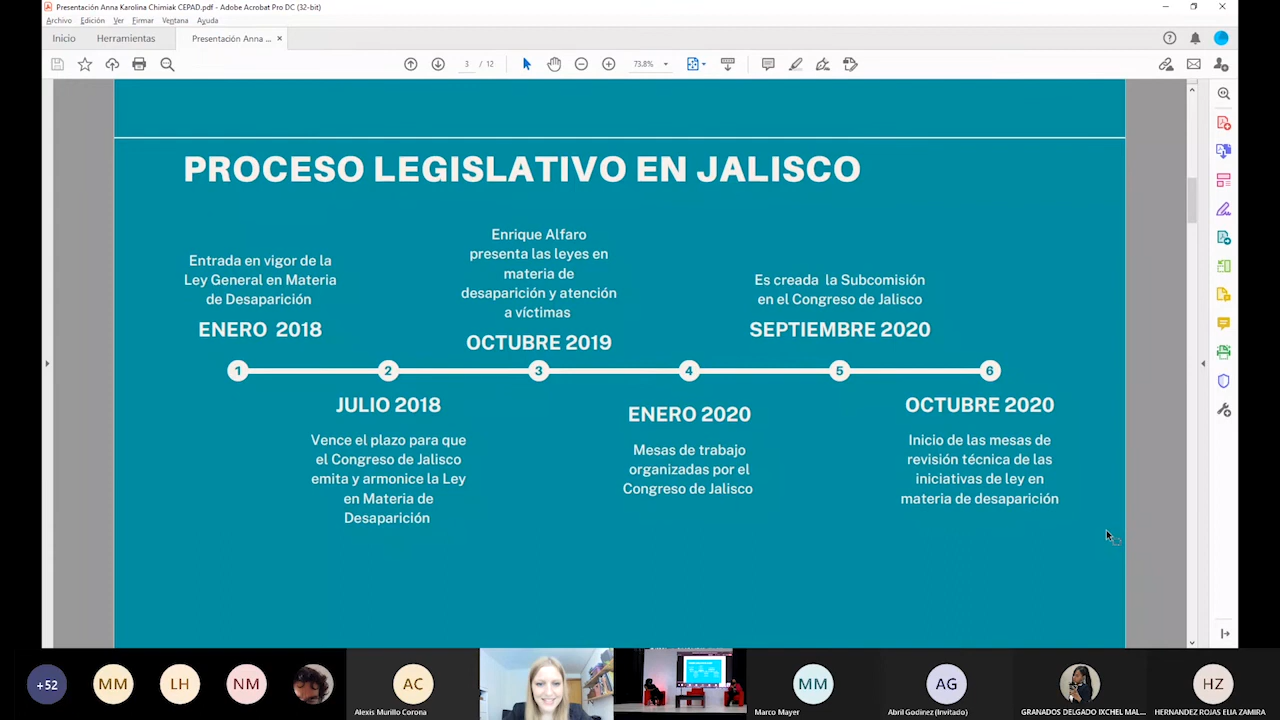 Presentación Anna Karolina Chimiak CEPAD.pdf - Adobe Acrobat Pro DC (32-bit)
Archivo Edición Ver Firmar Ventana Ayuda
Inicio Herramientas Presentación Anna ... ×
3 / 12 73,8%
PROCESO LEGISLATIVO EN JALISCO
Entrada en vigor de la
Ley General en Materia
de Desaparición
ENERO 2018
Enrique Alfaro
presenta las leyes en
materia de
desaparición y atención
a víctimas
OCTUBRE 2019
Es creada la Subcomisión
en el Congreso de Jalisco
SEPTIEMBRE 2020
1 2 3 4 5 6
JULIO 2018
Vence el plazo para que
el Congreso de Jalisco
emita y armonice la Ley
en Materia de
Desaparición
ENERO 2020
Mesas de trabajo
organizadas por el
Congreso de Jalisco
OCTUBRE 2020
Inicio de las mesas de
revisión técnica de las
iniciativas de ley en
materia de desaparición
+52 MM LH NM AC MM AG HZ
Alexis Murillo Corona
Marco Mayer
Abril Godinez (Invitado)
GRANADOS DELGADO IXCHEL MAL...
HERNANDEZ ROJAS ELIA ZAMIRA